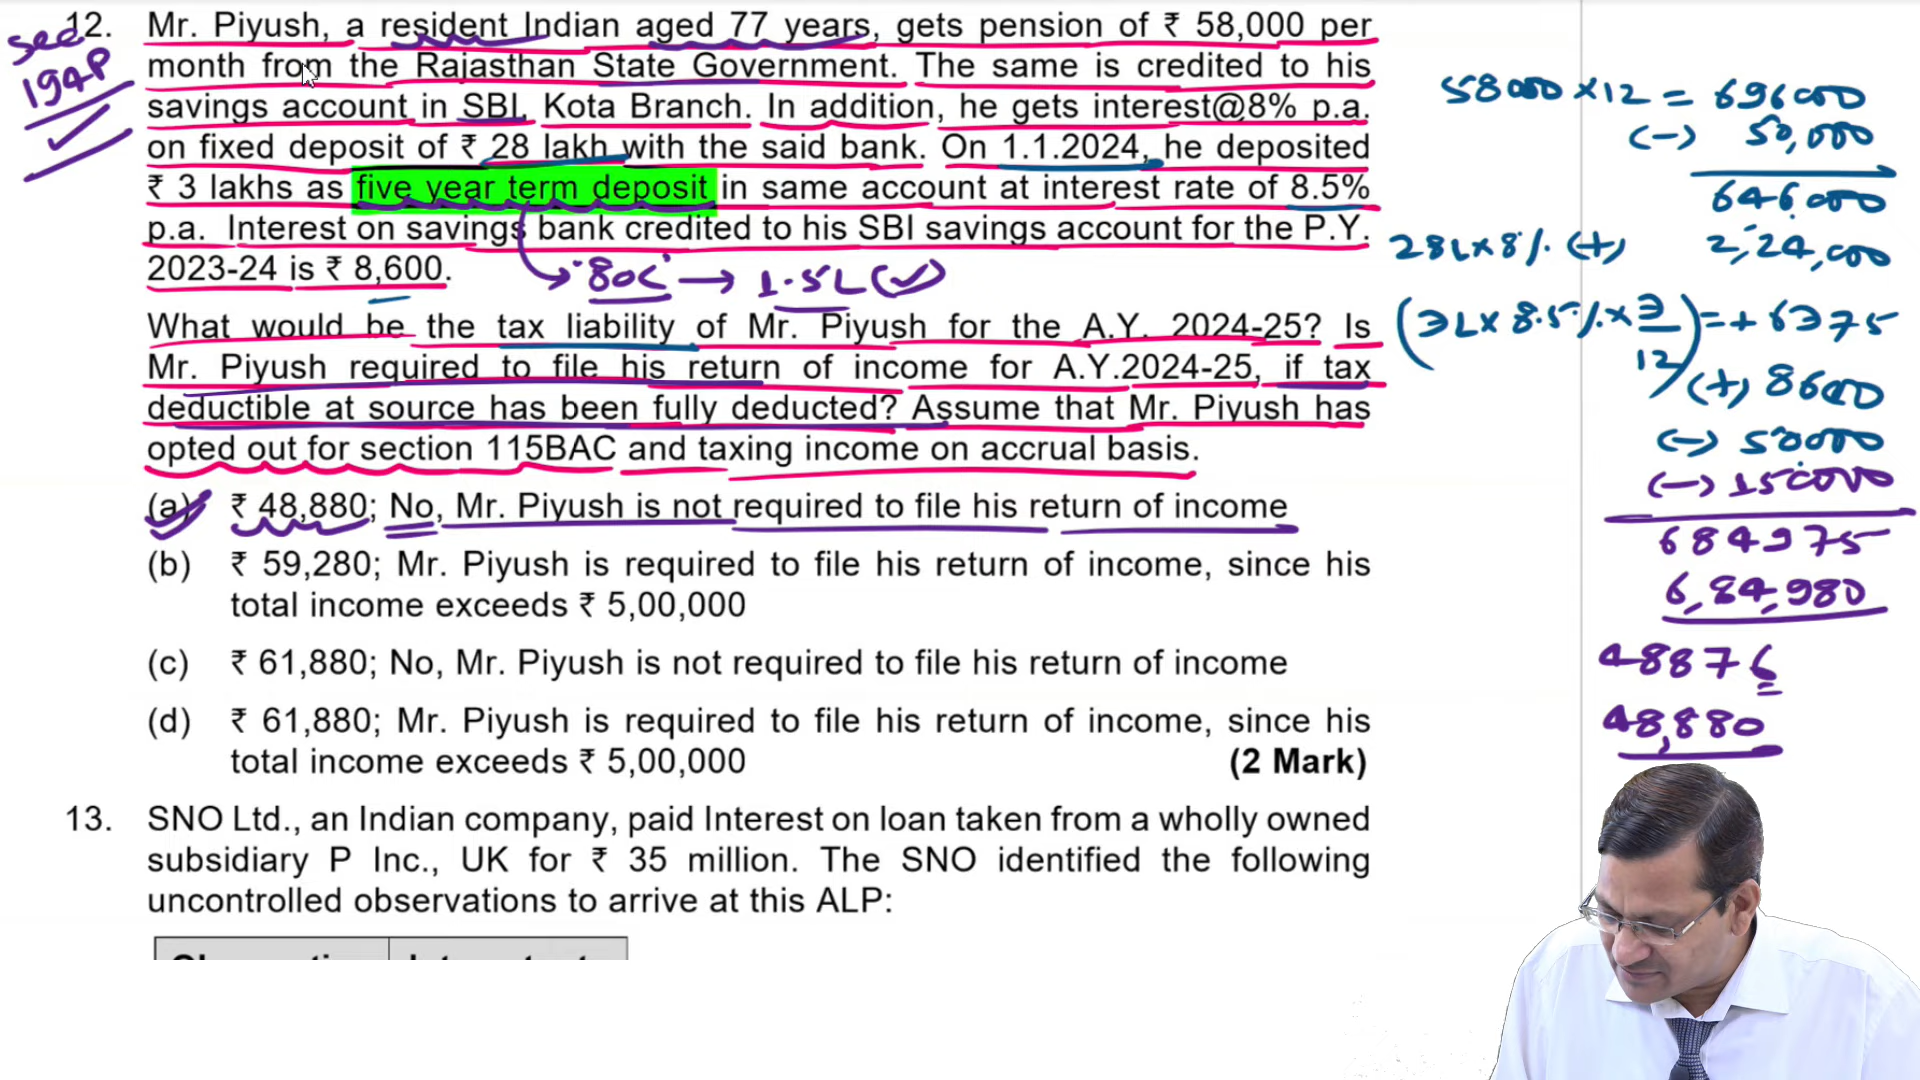 12. Mr. Piyush, a resident Indian aged 77 years, gets pension of ₹ 58,000 per
month from the Rajasthan State Government. The same is credited to his
savings account in SBI, Kota Branch. In addition, he gets interest@8% p.a.
on fixed deposit of ₹ 28 lakh with the said bank. On 1.1.2024, he deposited
₹ 3 lakhs as five year term deposit in same account at interest rate of 8.5%
p.a. Interest on savings bank credited to his SBI savings account for the P.Y.
2023-24 is ₹ 8,600.
80C → 1.5L (✓)
What would be the tax liability of Mr. Piyush for the A.Y. 2024-25? Is
Mr. Piyush required to file his return of income for A.Y.2024-25, if tax
deductible at source has been fully deducted? Assume that Mr. Piyush has
opted out for section 115BAC and taxing income on accrual basis.
(a) ₹ 48,880; No, Mr. Piyush is not required to file his return of income
(b) ₹ 59,280; Mr. Piyush is required to file his return of income, since his
total income exceeds ₹ 5,00,000
(c) ₹ 61,880; No, Mr. Piyush is not required to file his return of income
(d) ₹ 61,880; Mr. Piyush is required to file his return of income, since his
total income exceeds ₹ 5,00,000 (2 Mark)
13. SNO Ltd., an Indian company, paid Interest on loan taken from a wholly owned
subsidiary P Inc., UK for ₹ 35 million. The SNO identified the following
uncontrolled observations to arrive at this ALP:
See
194P
✓
58000 × 12 = 696000
(-) 50,000
646000
28L × 8% (+) 2,24,000
(3L × 8.5% × 3/12) = + 6375
(+) 8600
(-) 50000
(-) 150000
684975
6,84,980
48876
48,880